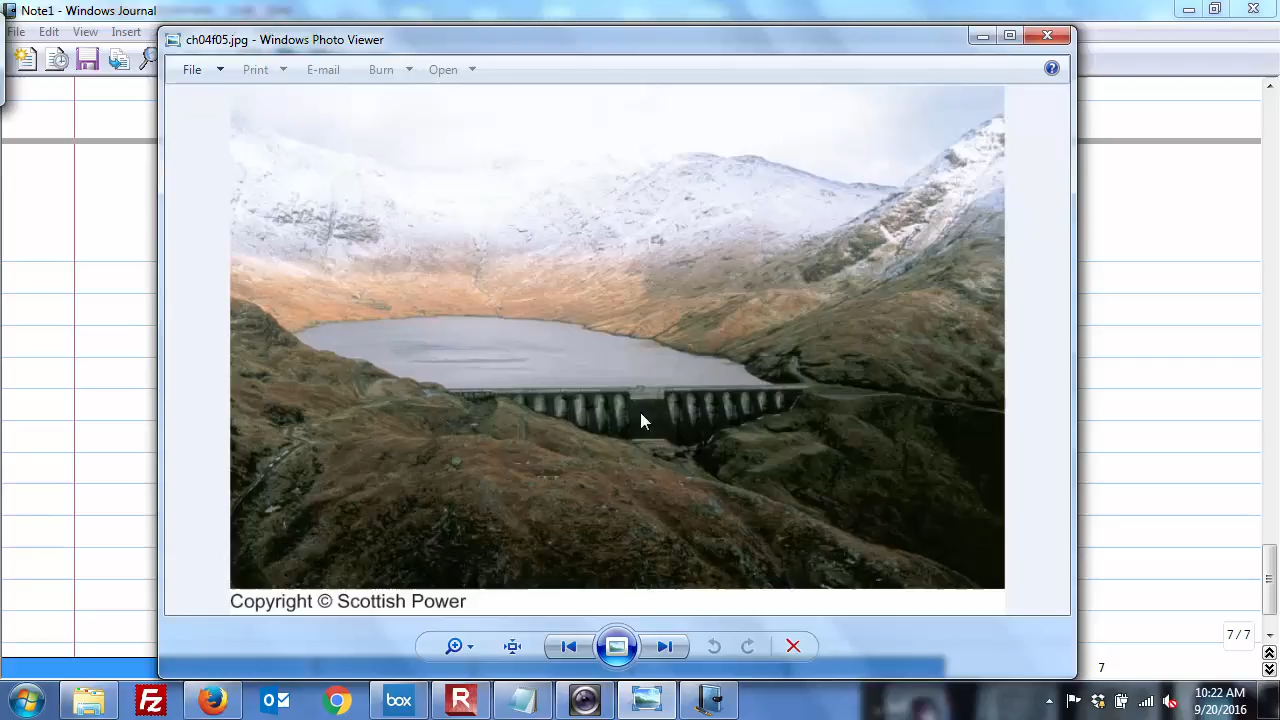 Note1 - Windows Journal
File Edit View Insert
ch04f05.jpg - Windows Photo Viewer
File Print E-mail Burn Open
Copyright © Scottish Power
7/7
7
box
10:22 AM
9/20/2016